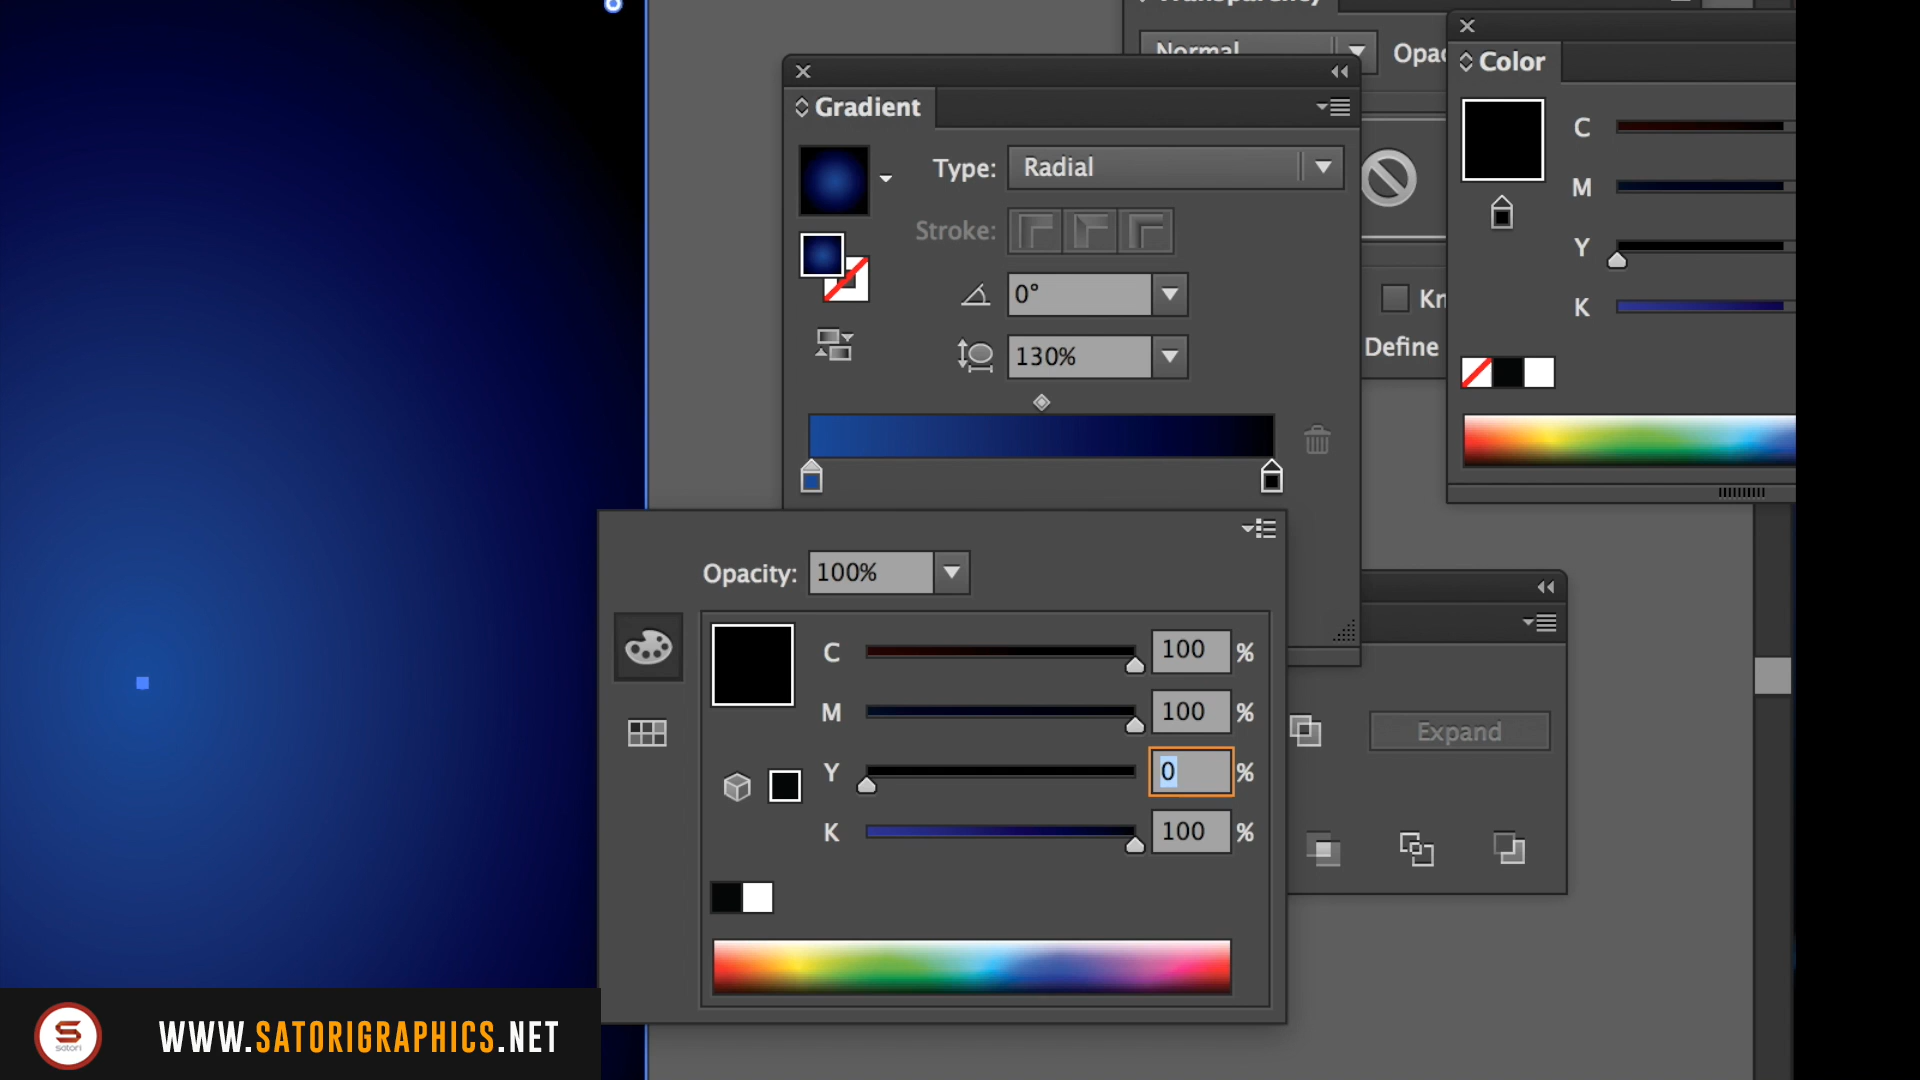 Transparency
Normal
Opac
Color
Gradient
C
Type:
Radial
M
Stroke:
Y
0°
Kn
K
130%
Define
Opacity:
100%
C
100
%
M
100
%
Expand
Y
0
%
K
100
%
S
satori
WWW.SATORIGRAPHICS.NET